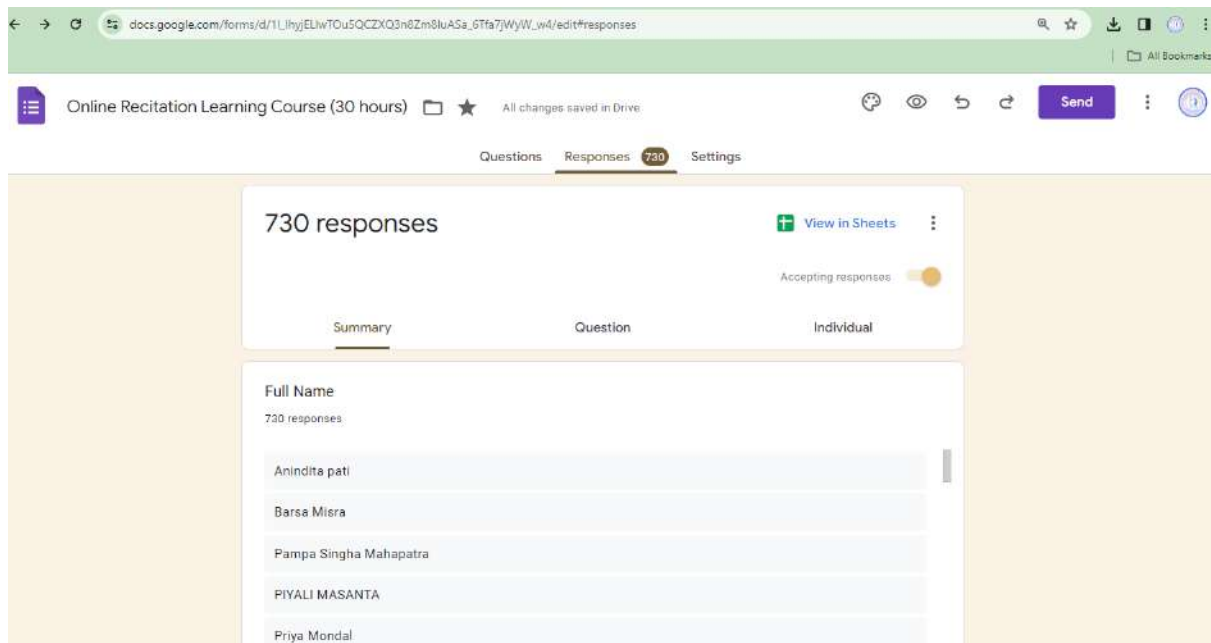 docs.google.com/forms/d/1l_lhyjELlwTOu5QCZXQ3n8Zm8luASa_6Tfa7jWyW_w4/edit#responses
All Bookmarks
Online Recitation Learning Course (30 hours) All changes saved in Drive
Send
Questions Responses 730 Settings
730 responses
View in Sheets
Accepting responses
Summary Question Individual
Full Name
730 responses
Anindita pati
Barsa Misra
Pampa Singha Mahapatra
PIYALI MASANTA
Priya Mondal